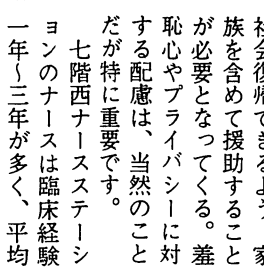 社会復帰できるよう、家
族を含めて援助すること
が必要となってくる。羞
恥心やプライバシーに対
する配慮は、当然のこと
だが特に重要です。
七階西ナースステーシ
ョンのナースは臨床経験
一年～三年が多く、平均